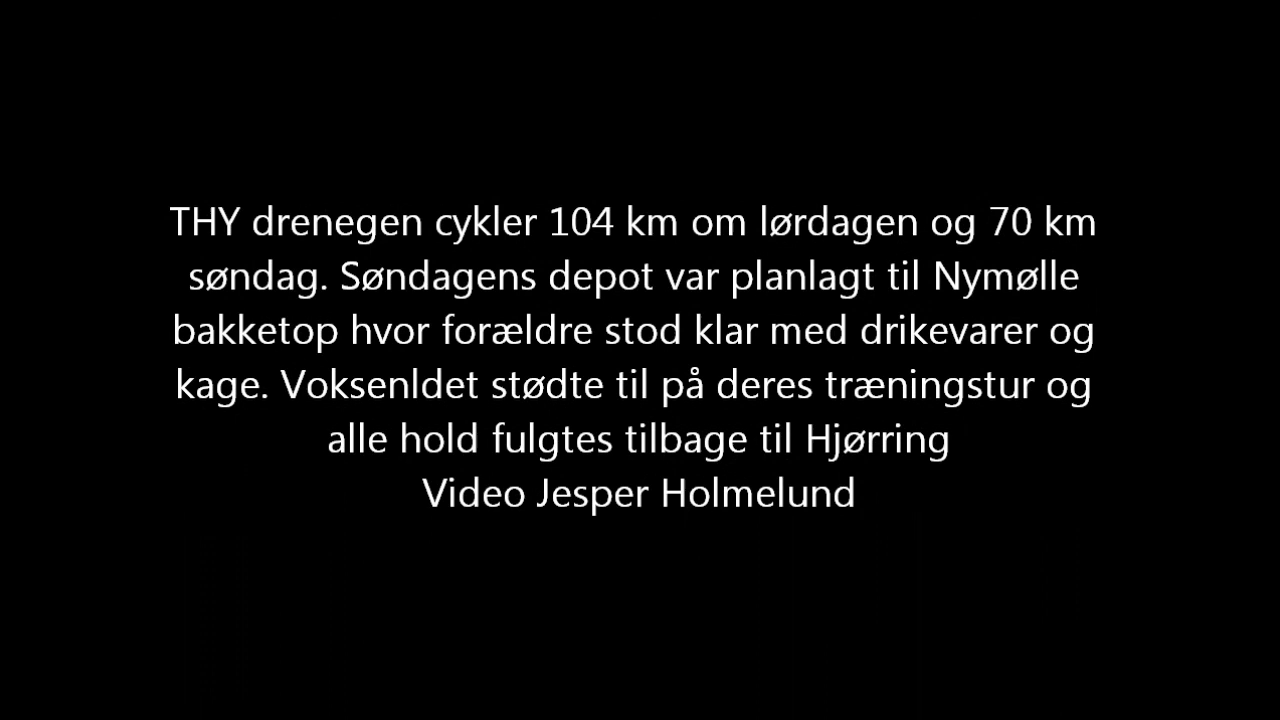 THY drenegen cykler 104 km om lørdagen og 70 km
søndag. Søndagens depot var planlagt til Nymølle
bakketop hvor forældre stod klar med drikevarer og
kage. Voksenldet stødte til på deres træningstur og
alle hold fulgtes tilbage til Hjørring
Video Jesper Holmelund